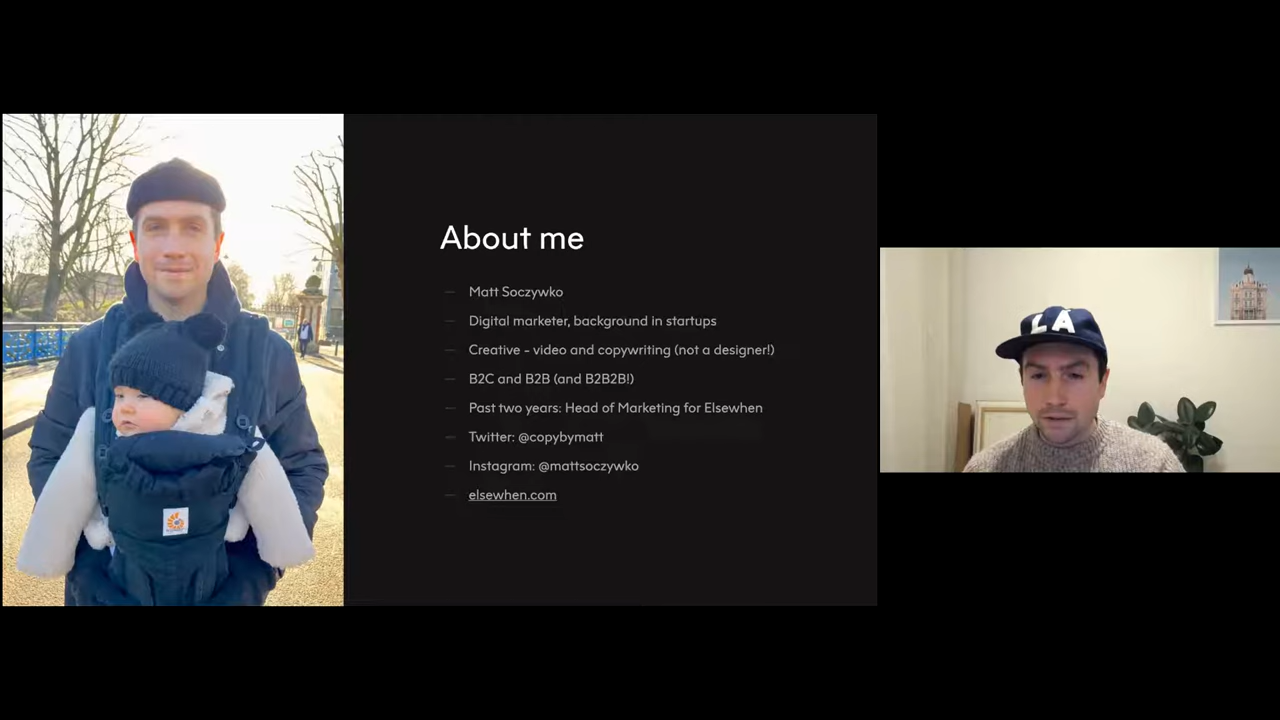 About me
Matt Soczywko
Digital marketer, background in startups
Creative - video and copywriting (not a designer!)
B2C and B2B (and B2B2B!)
Past two years: Head of Marketing for Elsewhen
Twitter: @copybymatt
Instagram: @mattsoczywko
elsewhen.com
LA